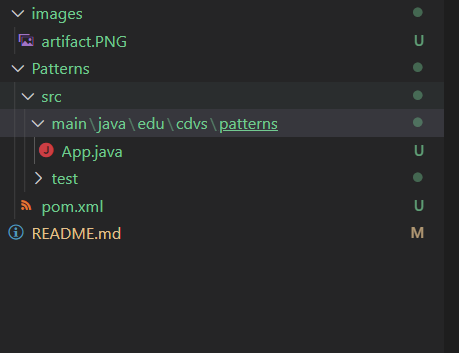 images
artifact.PNG U
Patterns
src
main\java\edu\cdvs\patterns
J App.java U
test
pom.xml U
README.md M